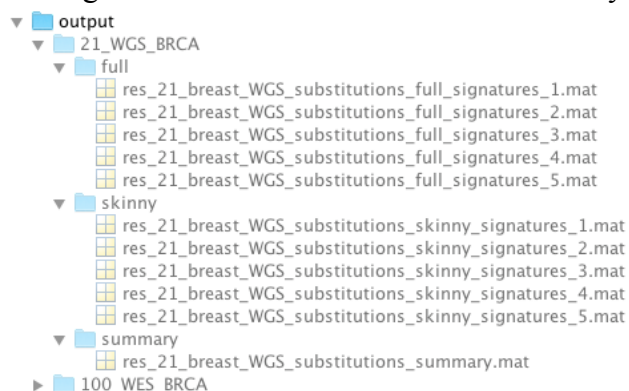 output
21_WGS_BRCA
full
res_21_breast_WGS_substitutions_full_signatures_1.mat
res_21_breast_WGS_substitutions_full_signatures_2.mat
res_21_breast_WGS_substitutions_full_signatures_3.mat
res_21_breast_WGS_substitutions_full_signatures_4.mat
res_21_breast_WGS_substitutions_full_signatures_5.mat
skinny
res_21_breast_WGS_substitutions_skinny_signatures_1.mat
res_21_breast_WGS_substitutions_skinny_signatures_2.mat
res_21_breast_WGS_substitutions_skinny_signatures_3.mat
res_21_breast_WGS_substitutions_skinny_signatures_4.mat
res_21_breast_WGS_substitutions_skinny_signatures_5.mat
summary
res_21_breast_WGS_substitutions_summary.mat
100_WES_BRCA